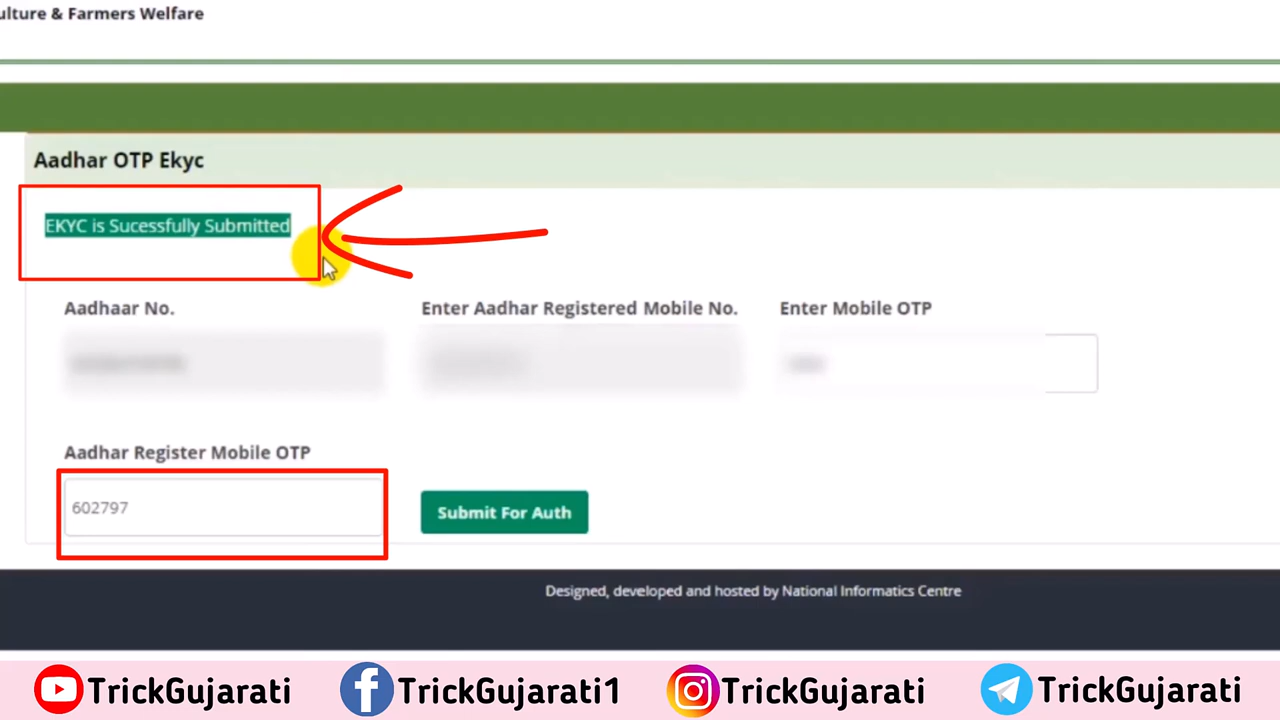 ulture & Farmers Welfare
Aadhar OTP Ekyc
EKYC is Sucessfully Submitted
Aadhaar No. Enter Aadhar Registered Mobile No. Enter Mobile OTP
Aadhar Register Mobile OTP
602797
Submit For Auth
Designed, developed and hosted by National Informatics Centre
TrickGujarati TrickGujarati1 TrickGujarati TrickGujarati